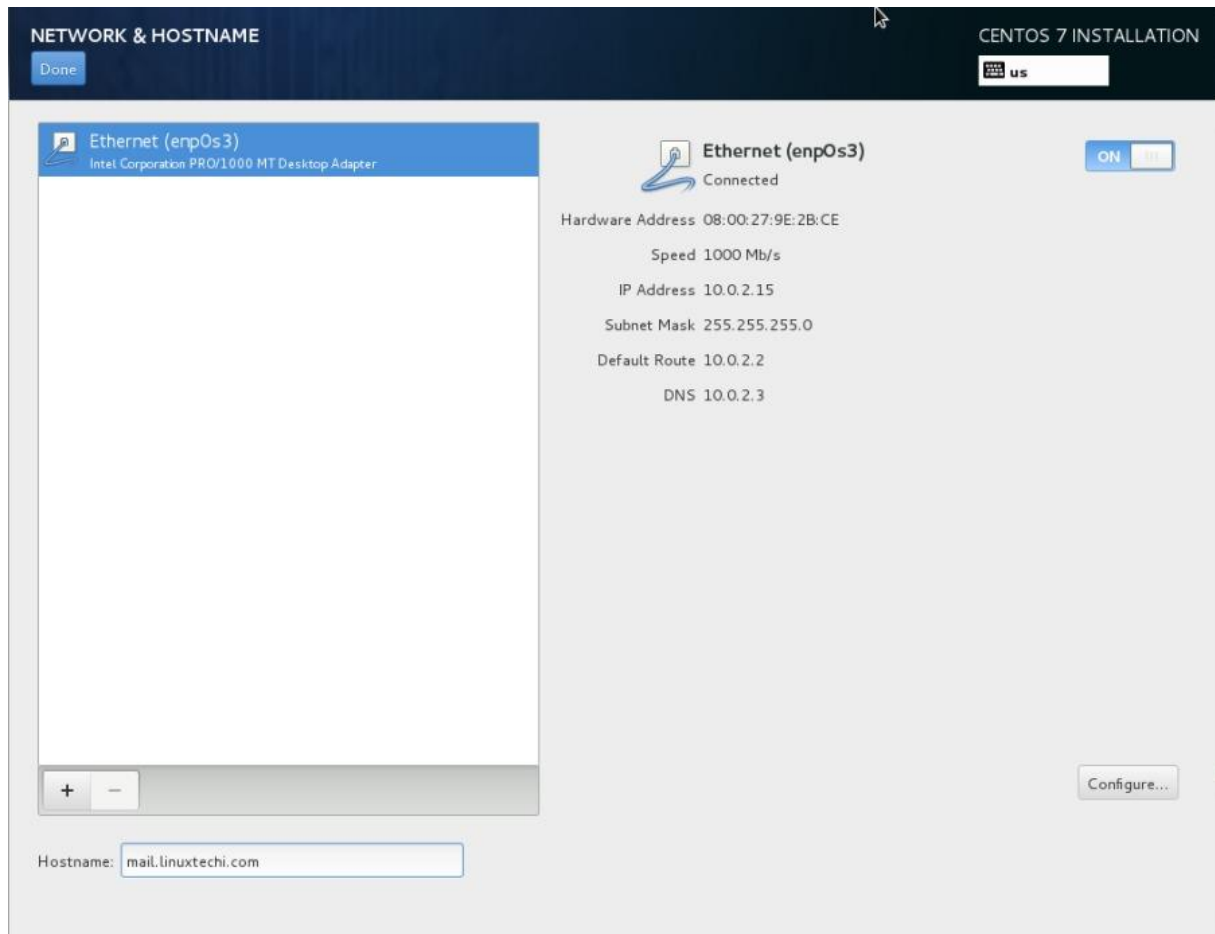 NETWORK & HOSTNAME
CENTOS 7 INSTALLATION
Done
us
Ethernet (enp0s3)
Intel Corporation PRO/1000 MT Desktop Adapter
Ethernet (enp0s3)
Connected
ON
Hardware Address 08:00:27:9E:2B:CE
Speed 1000 Mb/s
IP Address 10.0.2.15
Subnet Mask 255.255.255.0
Default Route 10.0.2.2
DNS 10.0.2.3
+ −
Configure...
Hostname: mail.linuxtechi.com